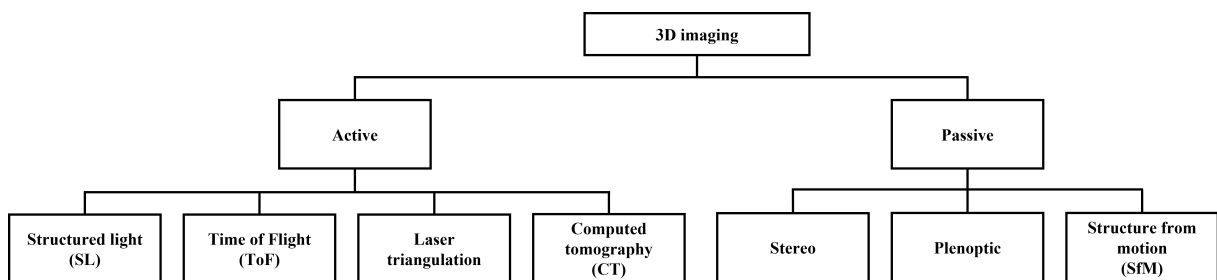 3D imaging
Active
Passive
Structured light
(SL)
Time of Flight
(ToF)
Laser
triangulation
Computed
tomography
(CT)
Stereo
Plenoptic
Structure from
motion
(SfM)